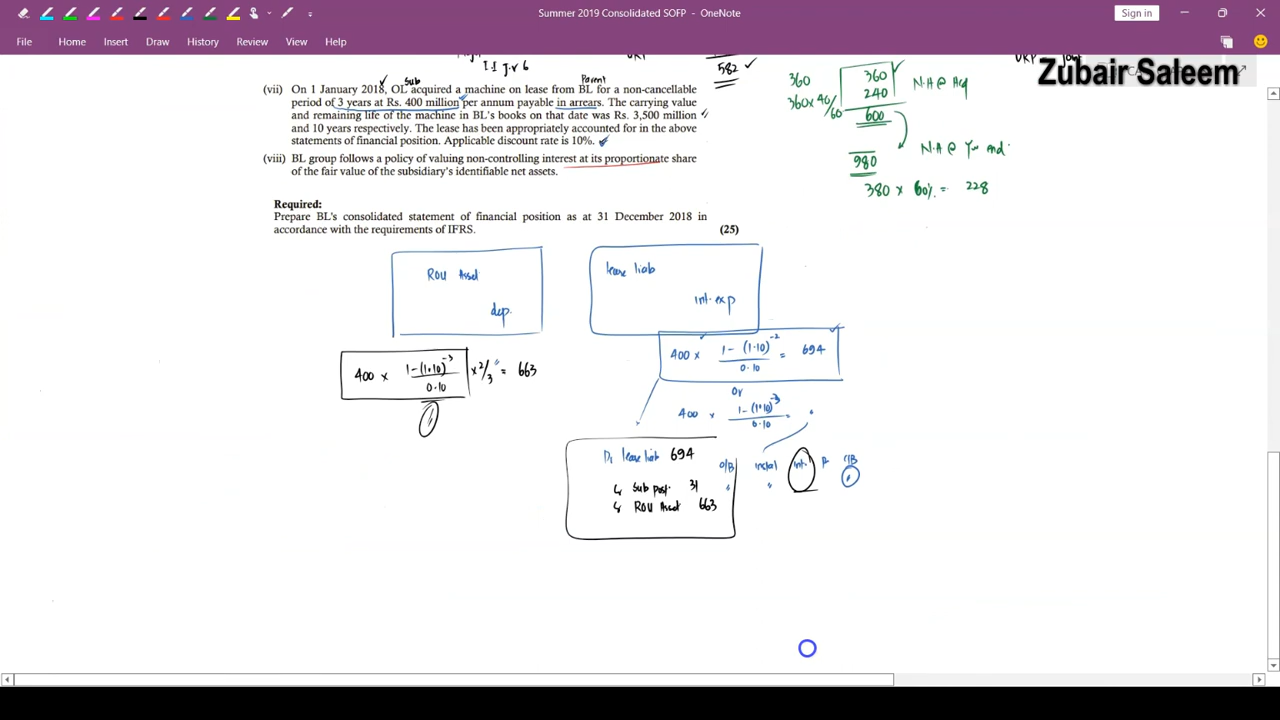 Summer 2019 Consolidated SOFP - OneNote
Sign in
File Home Insert Draw History Review View Help
Zubair Saleem
582
(vii) On 1 January 2018, OL acquired a machine on lease from BL for a non-cancellable
period of 3 years at Rs. 400 million per annum payable in arrears. The carrying value
and remaining life of the machine in BL's books on that date was Rs. 3,500 million
and 10 years respectively. The lease has been appropriately accounted for in the above
statements of financial position. Applicable discount rate is 10%.
(viii) BL group follows a policy of valuing non-controlling interest at its proportionate share
of the fair value of the subsidiary's identifiable net assets.
Sub
Parent
360 360
360 x 40/60 240 N.A @ Acq
600
980 N.A @ Year end
380 x 60% = 228
Required:
Prepare BL's consolidated statement of financial position as at 31 December 2018 in
accordance with the requirements of IFRS. (25)
ROU Asset
dep.
lease liab
int. exp
400 x 1-(1.10)-3 / 0.10 x 2/3 = 663
400 x 1-(1.10)-2 / 0.10 = 694
or
400 x 1-(1.10)-3 / 0.10 =
Dr lease liab 694
Sub post. 31
ROU Asset 663
O/B instal int. P C/B